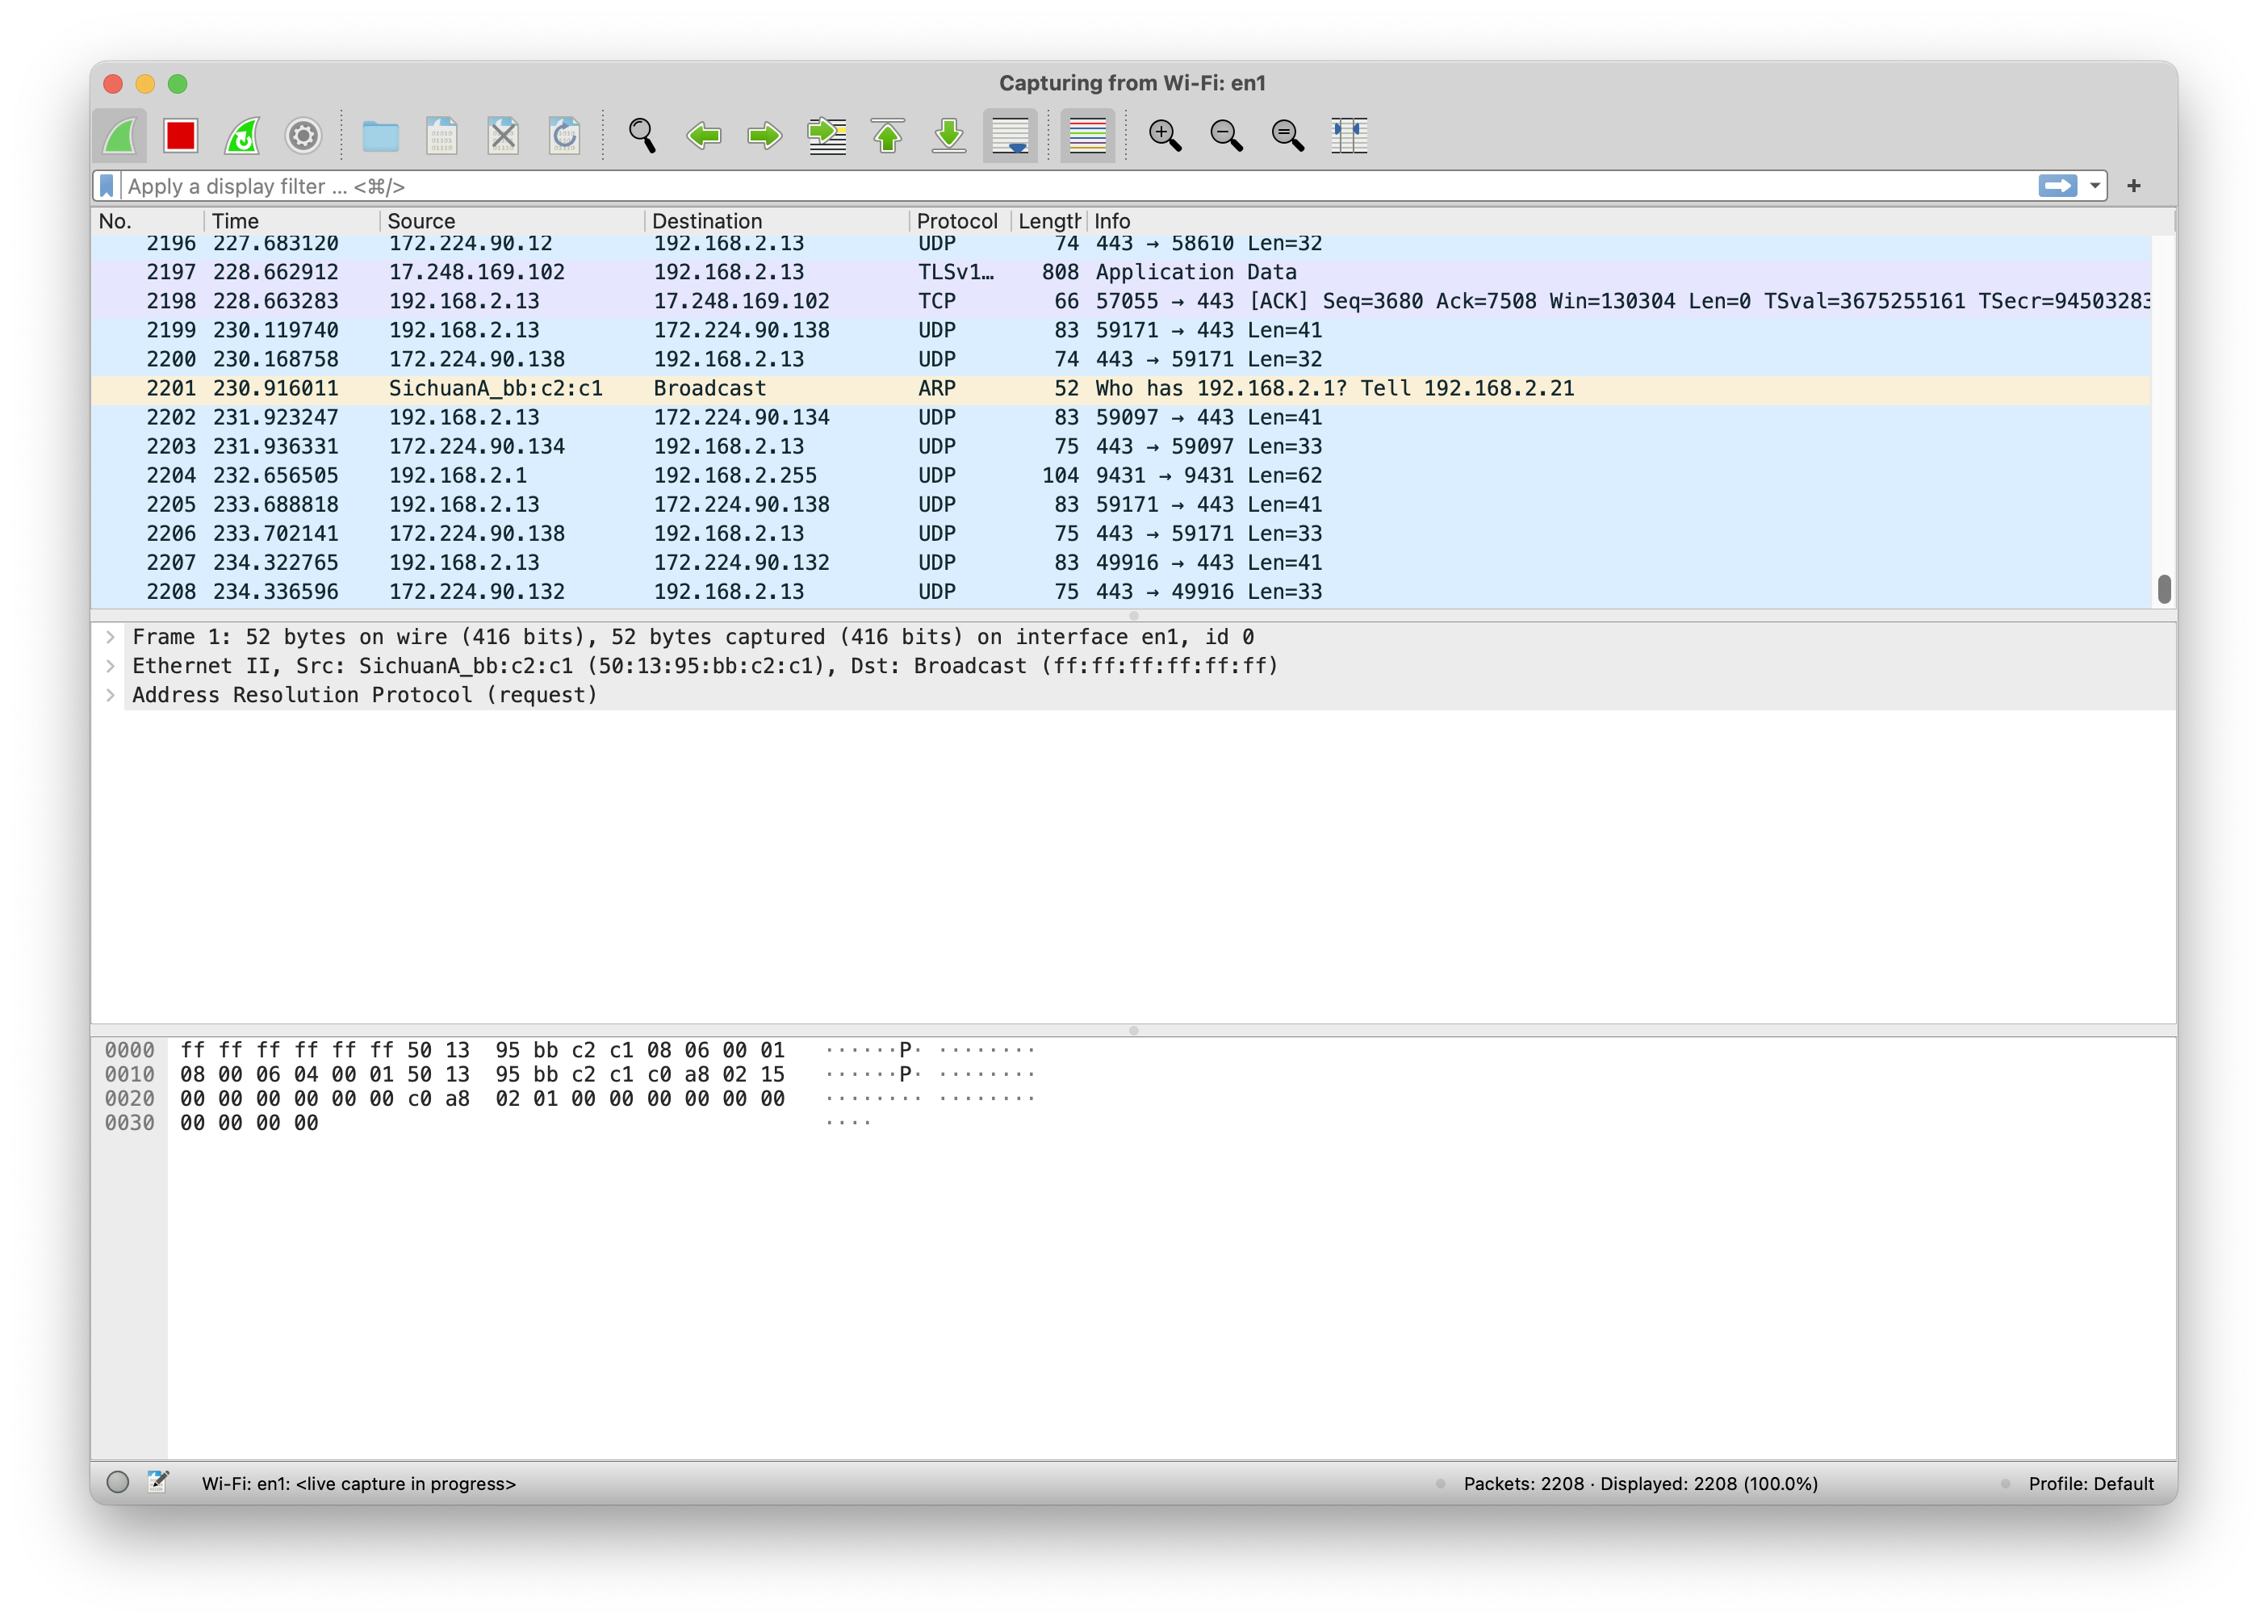 Capturing from Wi-Fi: en1
Apply a display filter ... <⌘/>
+
No. Time Source Destination Protocol Length Info
2196 227.683120 172.224.90.12 192.168.2.13 UDP 74 443 → 58610 Len=32
2197 228.662912 17.248.169.102 192.168.2.13 TLSv1… 808 Application Data
2198 228.663283 192.168.2.13 17.248.169.102 TCP 66 57055 → 443 [ACK] Seq=3680 Ack=7508 Win=130304 Len=0 TSval=3675255161 TSecr=94503283
2199 230.119740 192.168.2.13 172.224.90.138 UDP 83 59171 → 443 Len=41
2200 230.168758 172.224.90.138 192.168.2.13 UDP 74 443 → 59171 Len=32
2201 230.916011 SichuanA_bb:c2:c1 Broadcast ARP 52 Who has 192.168.2.1? Tell 192.168.2.21
2202 231.923247 192.168.2.13 172.224.90.134 UDP 83 59097 → 443 Len=41
2203 231.936331 172.224.90.134 192.168.2.13 UDP 75 443 → 59097 Len=33
2204 232.656505 192.168.2.1 192.168.2.255 UDP 104 9431 → 9431 Len=62
2205 233.688818 192.168.2.13 172.224.90.138 UDP 83 59171 → 443 Len=41
2206 233.702141 172.224.90.138 192.168.2.13 UDP 75 443 → 59171 Len=33
2207 234.322765 192.168.2.13 172.224.90.132 UDP 83 49916 → 443 Len=41
2208 234.336596 172.224.90.132 192.168.2.13 UDP 75 443 → 49916 Len=33
Frame 1: 52 bytes on wire (416 bits), 52 bytes captured (416 bits) on interface en1, id 0
Ethernet II, Src: SichuanA_bb:c2:c1 (50:13:95:bb:c2:c1), Dst: Broadcast (ff:ff:ff:ff:ff:ff)
Address Resolution Protocol (request)
0000 ff ff ff ff ff ff 50 13 95 bb c2 c1 08 06 00 01 ······P· ········
0010 08 00 06 04 00 01 50 13 95 bb c2 c1 c0 a8 02 15 ······P· ········
0020 00 00 00 00 00 00 c0 a8 02 01 00 00 00 00 00 00 ········ ········
0030 00 00 00 00 ····
Wi-Fi: en1: <live capture in progress> Packets: 2208 · Displayed: 2208 (100.0%) Profile: Default